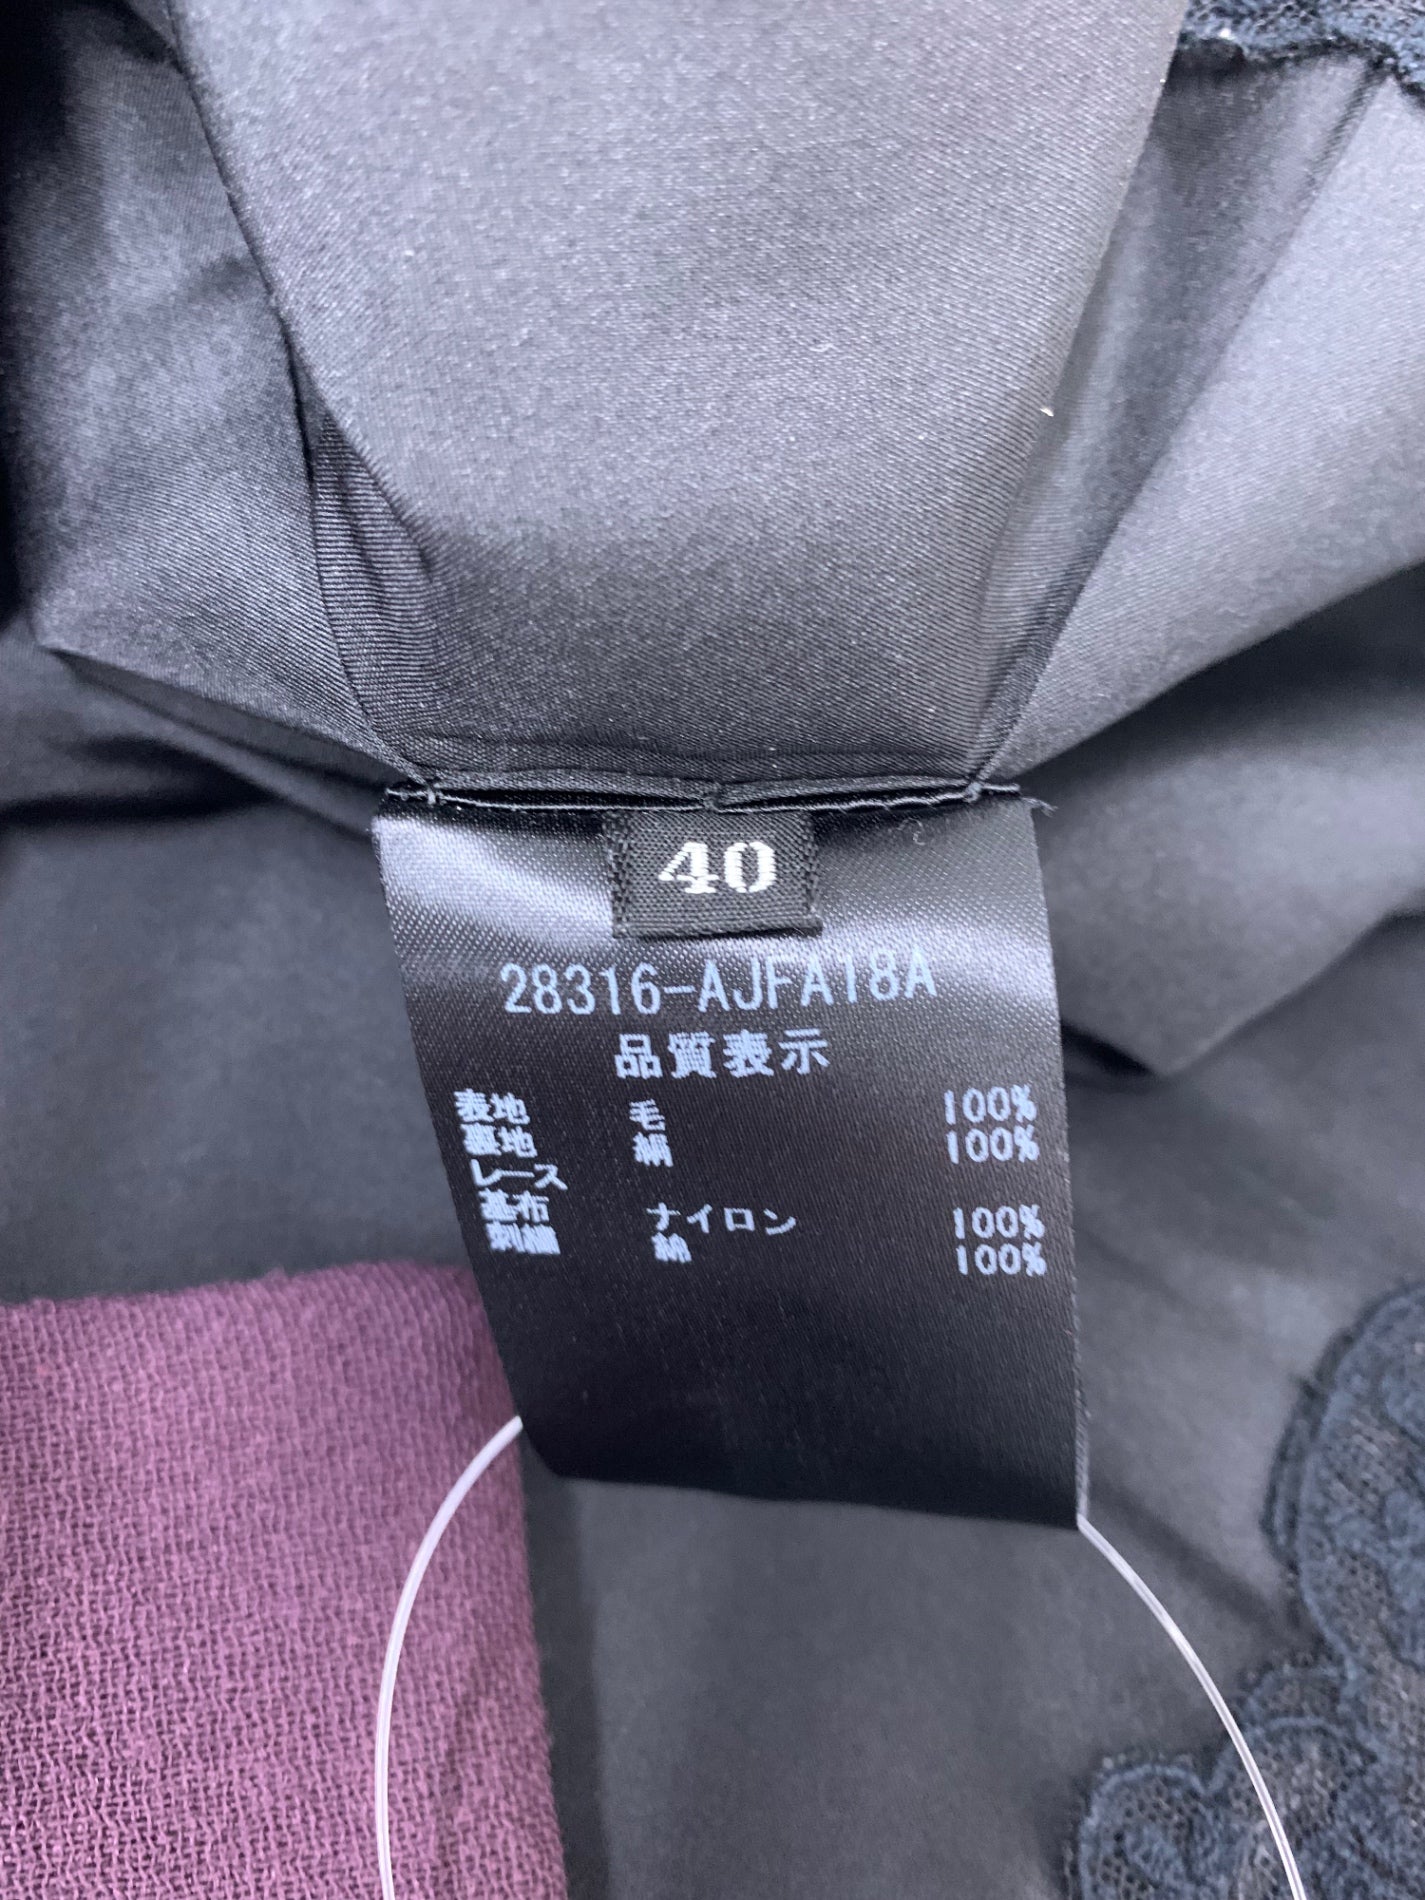 40
28316-AJFA18A
品質表示
表地 毛 100%
裏地 絹 100%
レース
基布 ナイロン 100%
刺繍 綿 100%